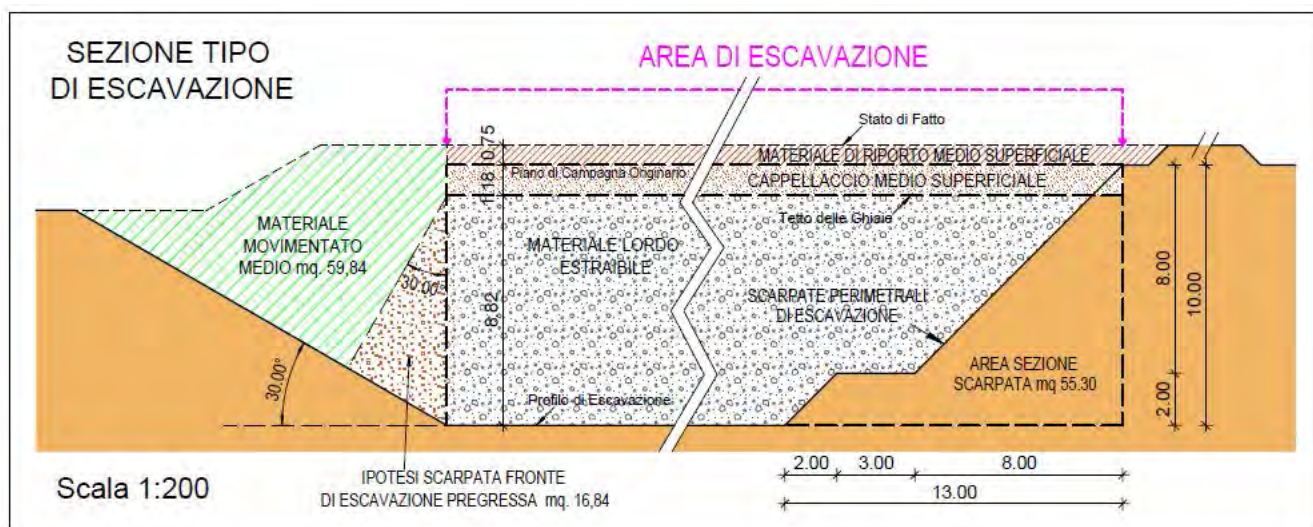 SEZIONE TIPO
DI ESCAVAZIONE
AREA DI ESCAVAZIONE
Stato di Fatto
0.75
MATERIALE DI RIPORTO MEDIO SUPERFICIALE
1.18
Piano di Campagna Originario
CAPPELLACCIO MEDIO SUPERFICIALE
Tetto delle Ghiaie
MATERIALE
MOVIMENTATO
MEDIO mq. 59,84
MATERIALE LORDO
ESTRAIBILE
30.00°
8.82
SCARPATE PERIMETRALI
DI ESCAVAZIONE
8.00
10.00
AREA SEZIONE
SCARPATA mq 55.30
30.00°
Profilo di Escavazione
2.00
IPOTESI SCARPATA FRONTE
DI ESCAVAZIONE PREGRESSA mq. 16,84
2.00
3.00
8.00
13.00
Scala 1:200